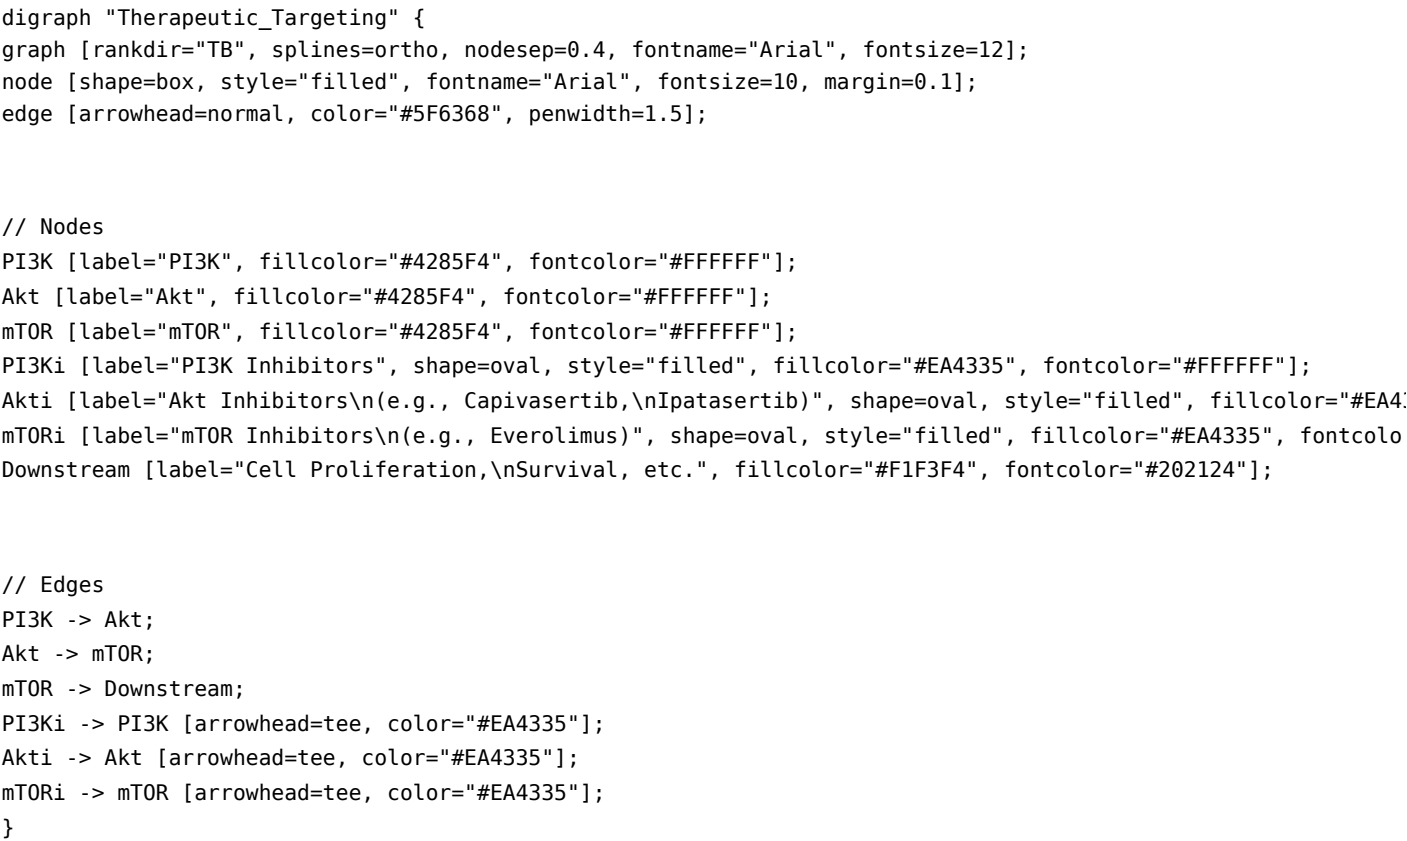 digraph "Therapeutic_Targeting" {
graph [rankdir="TB", splines=ortho, nodesep=0.4, fontname="Arial", fontsize=12];
node [shape=box, style="filled", fontname="Arial", fontsize=10, margin=0.1];
edge [arrowhead=normal, color="#5F6368", penwidth=1.5];
// Nodes
PI3K [label="PI3K", fillcolor="#4285F4", fontcolor="#FFFFFF"];
Akt [label="Akt", fillcolor="#4285F4", fontcolor="#FFFFFF"];
mTOR [label="mTOR", fillcolor="#4285F4", fontcolor="#FFFFFF"];
PI3Ki [label="PI3K Inhibitors", shape=oval, style="filled", fillcolor="#EA4335", fontcolor="#FFFFFF"];
Akti [label="Akt Inhibitors\n(e.g., Capivasertib,\nIpatasertib)", shape=oval, style="filled", fillcolor="#EA43
mTORi [label="mTOR Inhibitors\n(e.g., Everolimus)", shape=oval, style="filled", fillcolor="#EA4335", fontcolo
Downstream [label="Cell Proliferation,\nSurvival, etc.", fillcolor="#F1F3F4", fontcolor="#202124"];
// Edges
PI3K -> Akt;
Akt -> mTOR;
mTOR -> Downstream;
PI3Ki -> PI3K [arrowhead=tee, color="#EA4335"];
Akti -> Akt [arrowhead=tee, color="#EA4335"];
mTORi -> mTOR [arrowhead=tee, color="#EA4335"];
}